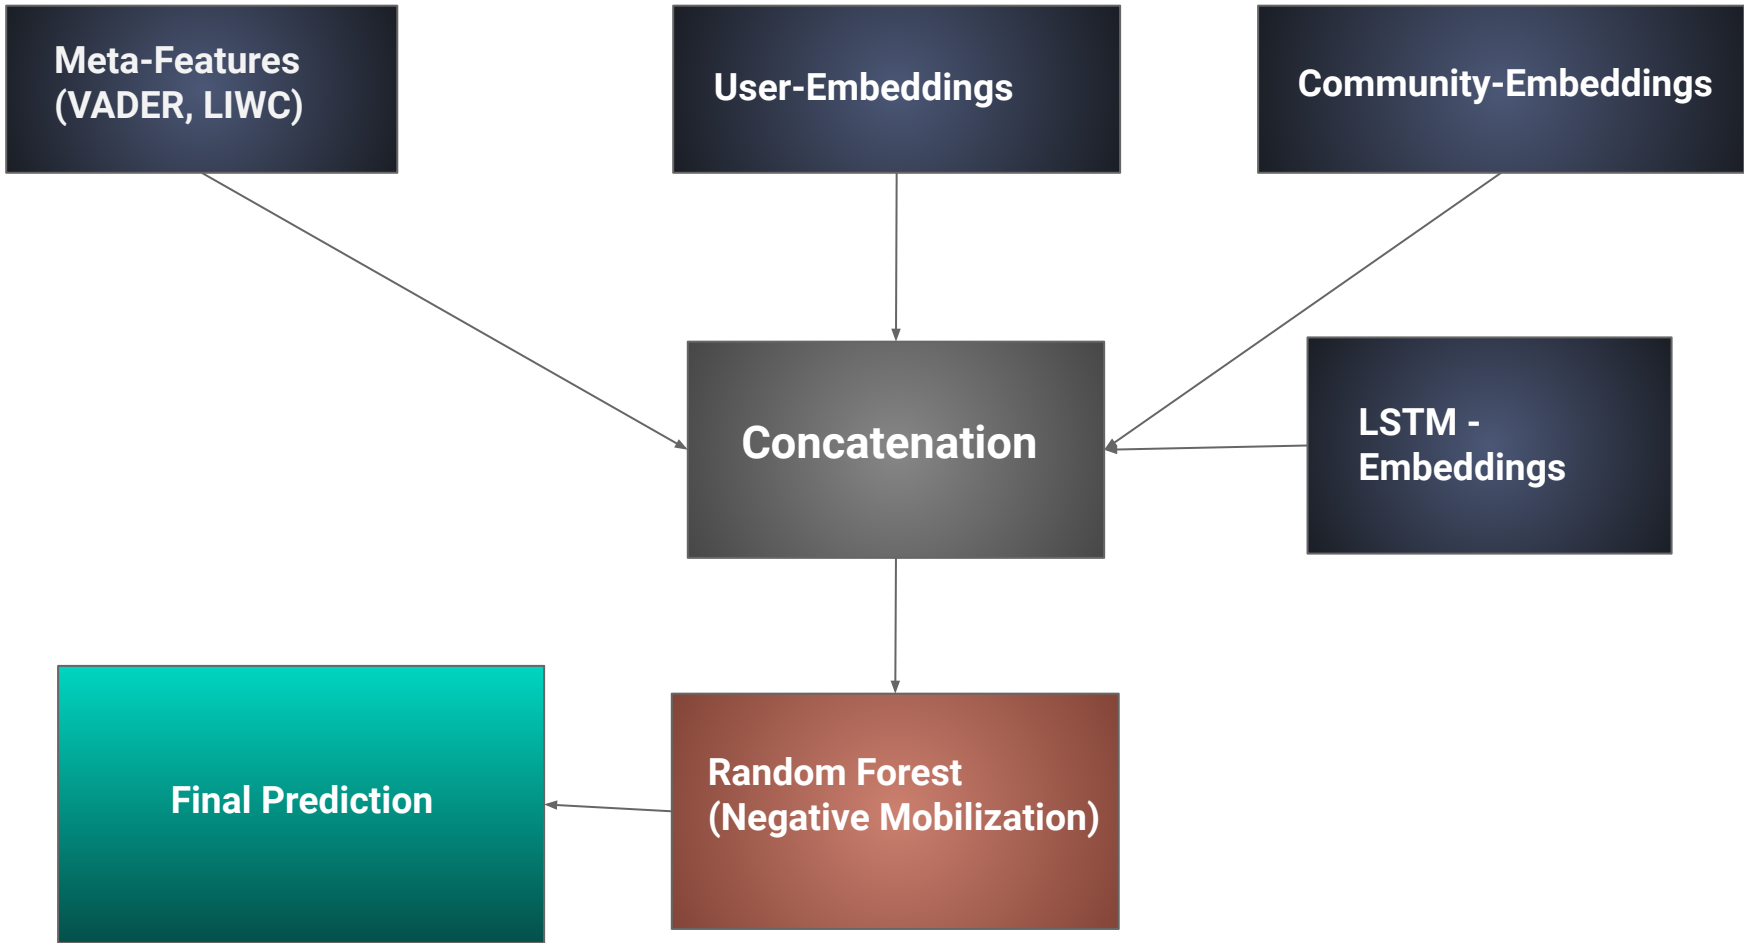 Meta-Features
(VADER, LIWC)
User-Embeddings
Community-Embeddings
Concatenation
LSTM -
Embeddings
Final Prediction
Random Forest
(Negative Mobilization)